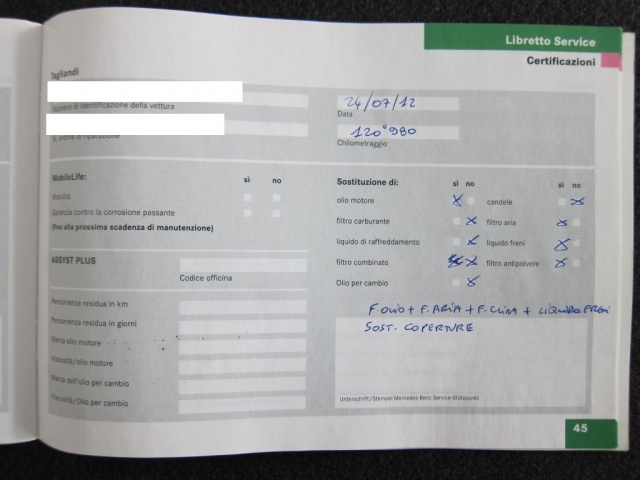 Libretto Service
Certificazioni
Tagliandi
Numero di identificazione della vettura
24/07/12
Data
120°980
Chilometraggio
MobiloLife:
sì no
Mobilità
Garanzia contro la corrosione passante
(fino alla prossima scadenza di manutenzione)
ASSYST PLUS
Codice officina
Percorrenza residua in km
Percorrenza residua in giorni
Marca olio motore
Viscosità/olio motore
Marca dell'olio per cambio
Viscosità/Olio per cambio
Sostituzione di:
sì no
sì no
olio motore
candele
filtro carburante
filtro aria
liquido di raffreddamento
liquido freni
filtro combinato
filtro antipolvere
Olio per cambio
F. OLIO + F. ARIA + F. CLIMA + LIQUIDO FRENI
SOST. COPERTURE
Unterschrift/Stempel Mercedes-Benz Service-Stützpunkt
45